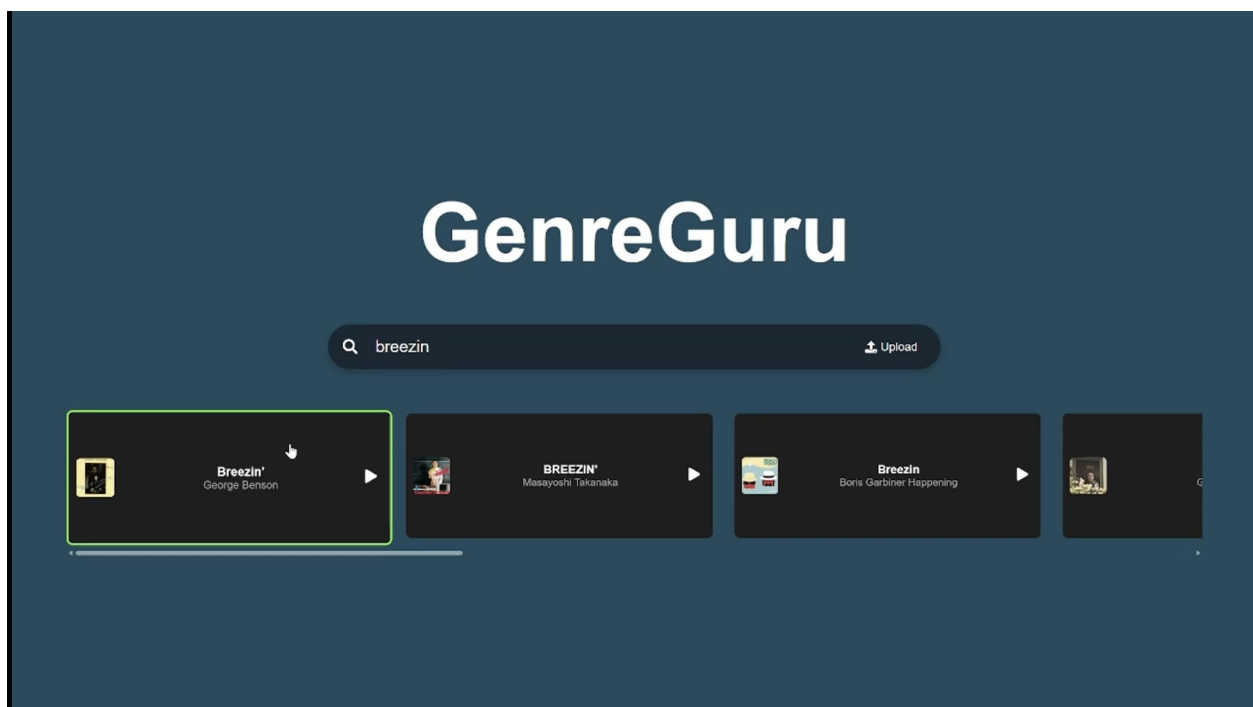 GenreGuru
breezin
Upload
Breezin'
George Benson
BREEZIN'
Masayoshi Takanaka
Breezin
Boris Garbiner Happening
G